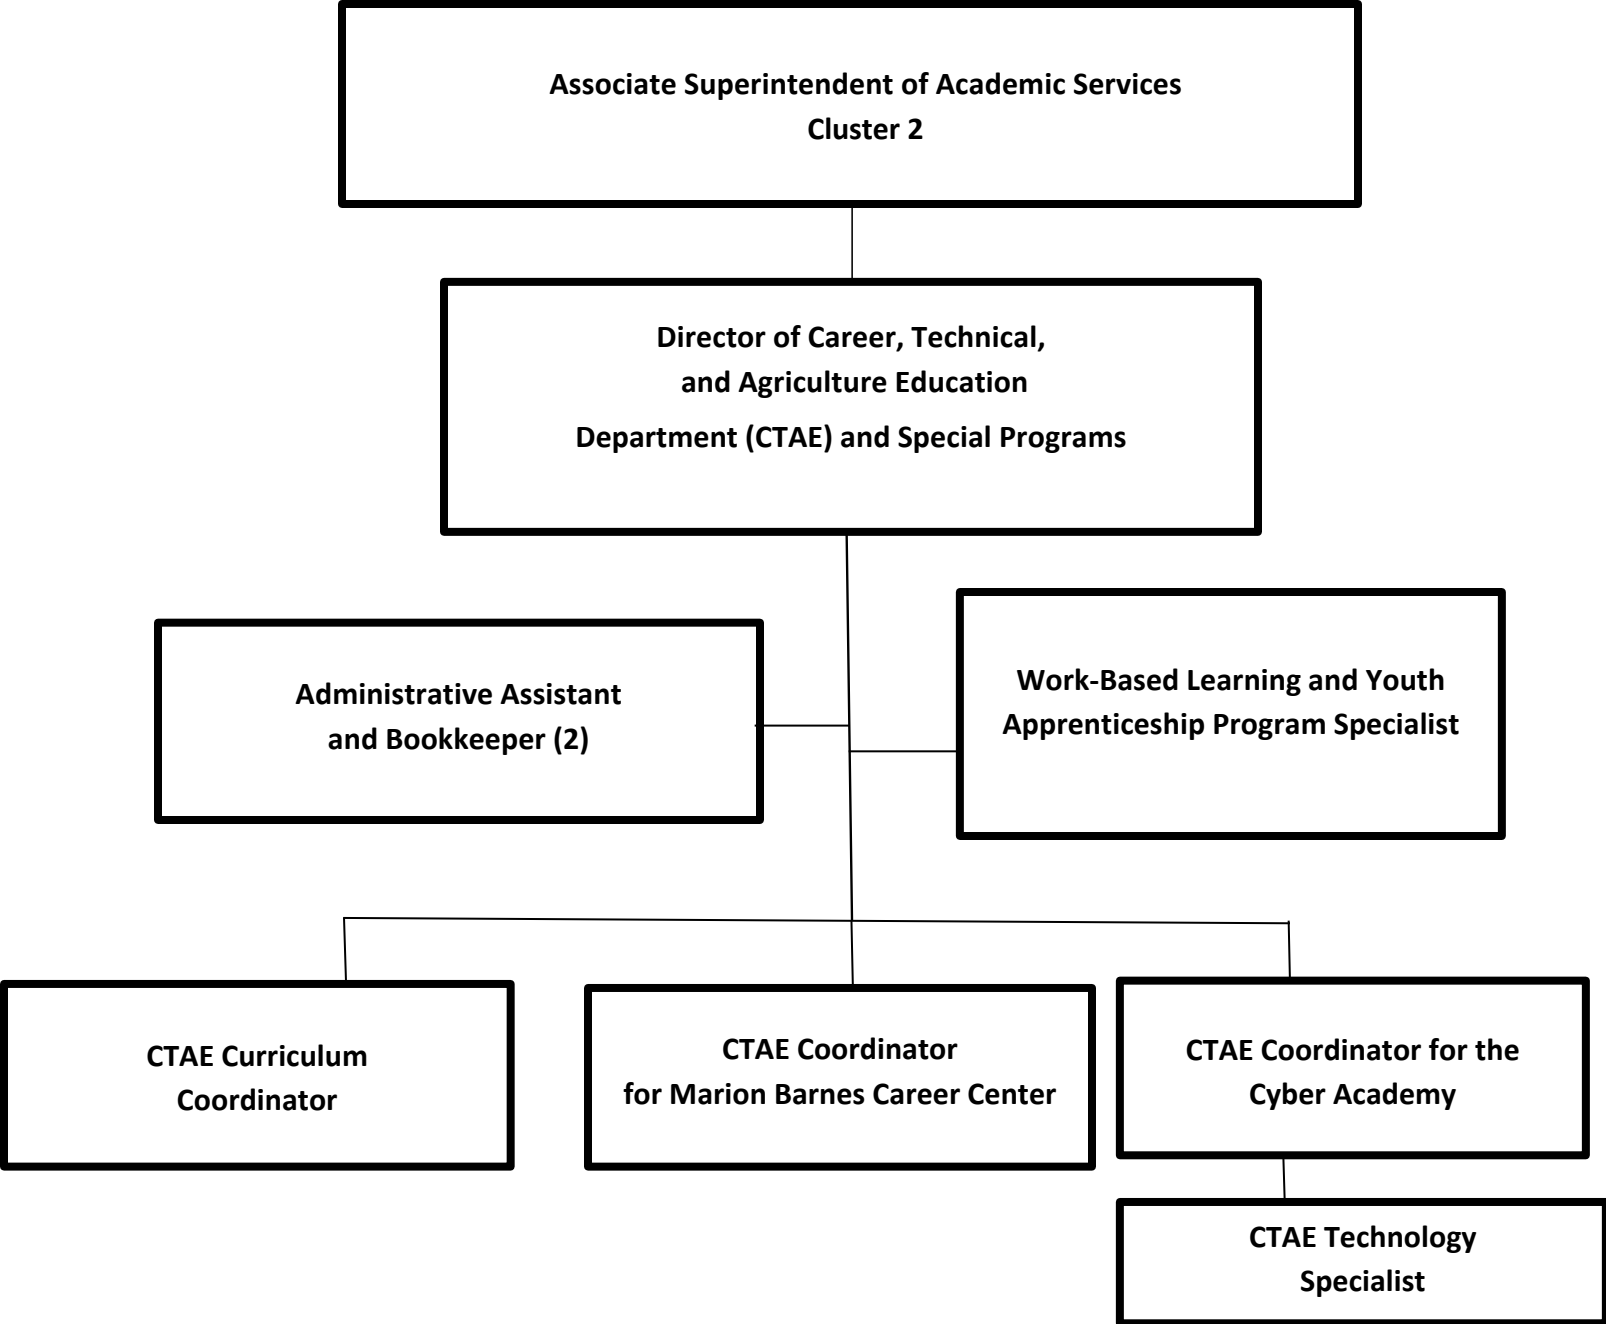 Associate Superintendent of Academic Services
Cluster 2
Director of Career, Technical,
and Agriculture Education
Department (CTAE) and Special Programs
Administrative Assistant
and Bookkeeper (2)
Work-Based Learning and Youth
Apprenticeship Program Specialist
CTAE Curriculum
Coordinator
CTAE Coordinator
for Marion Barnes Career Center
CTAE Coordinator for the
Cyber Academy
CTAE Technology
Specialist